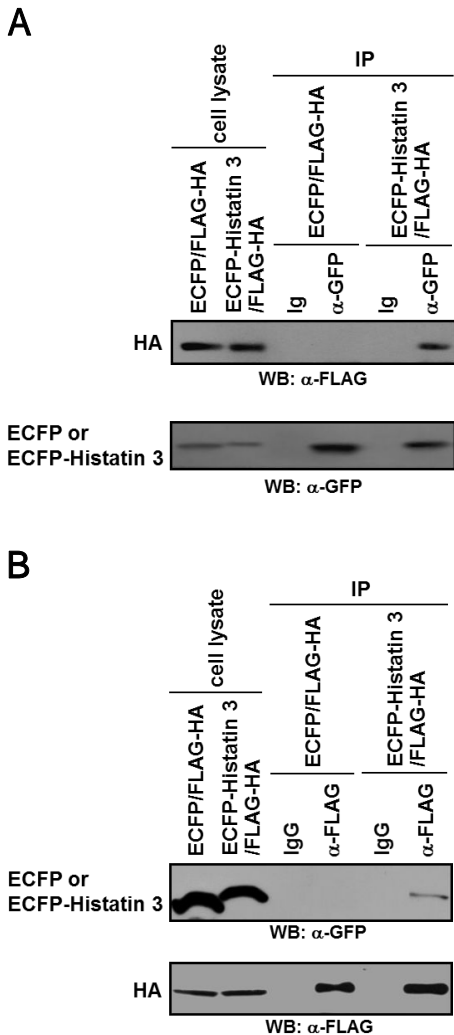 A
IP
cell lysate
ECFP/FLAG-HA
ECFP-Histatin 3
/FLAG-HA
ECFP/FLAG-HA
ECFP-Histatin 3
/FLAG-HA
Ig
α-GFP
Ig
α-GFP
HA
WB: α-FLAG
ECFP or
ECFP-Histatin 3
WB: α-GFP
B
IP
cell lysate
ECFP/FLAG-HA
ECFP-Histatin 3
/FLAG-HA
ECFP/FLAG-HA
ECFP-Histatin 3
/FLAG-HA
IgG
α-FLAG
IgG
α-FLAG
ECFP or
ECFP-Histatin 3
WB: α-GFP
HA
WB: α-FLAG